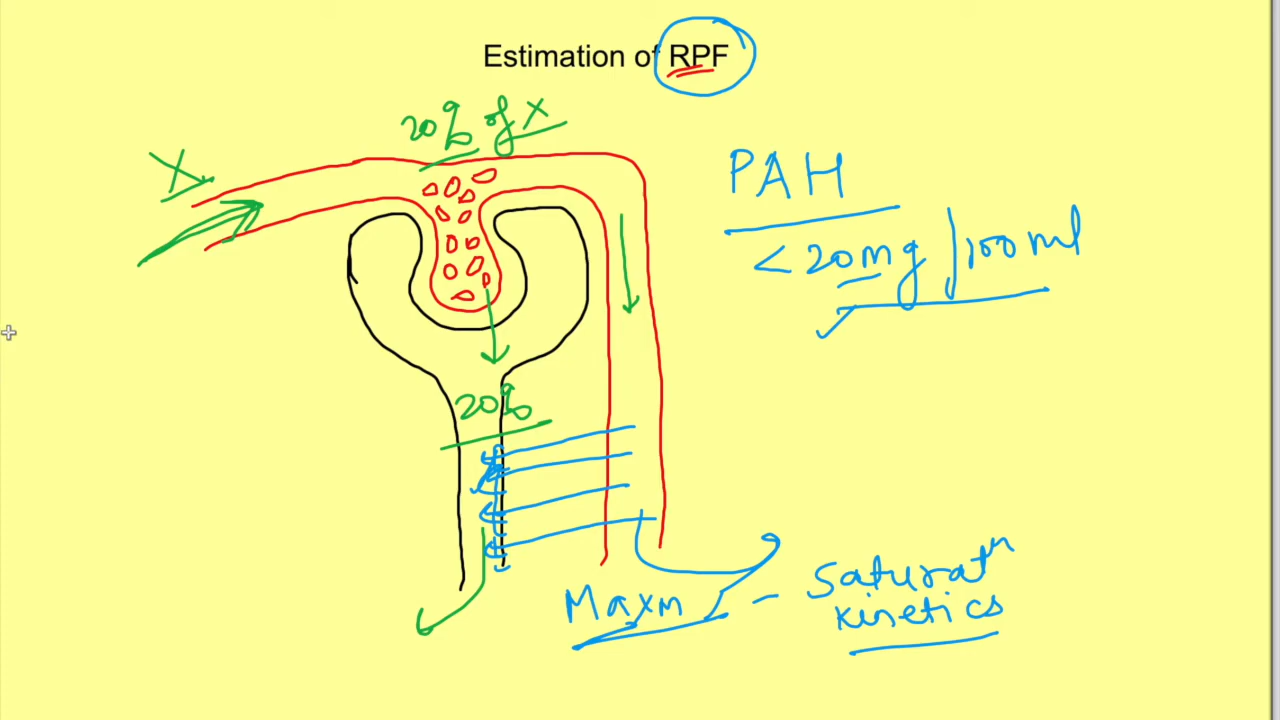 Estimation of RPF
20% of X
X
PAH
< 20mg/100ml
20%
Maxm - Saturatn
kinetics